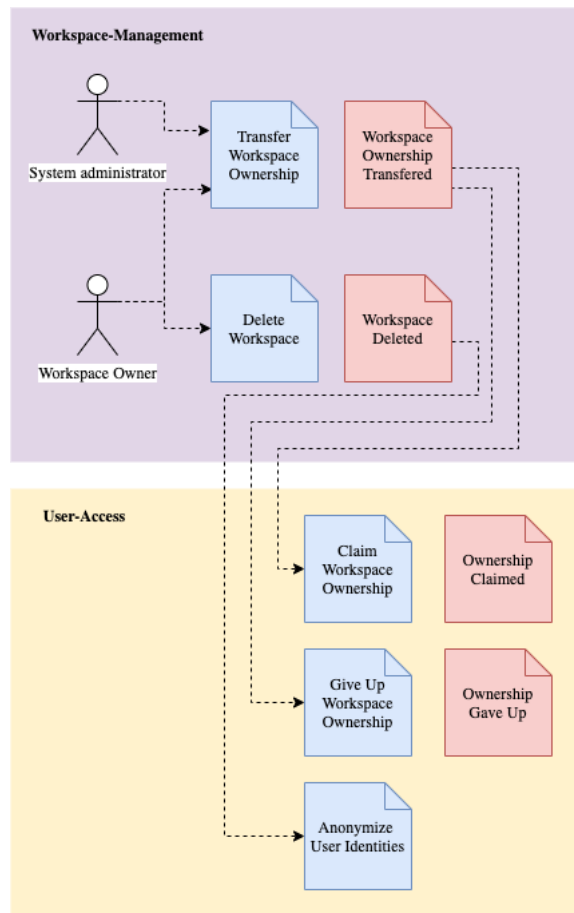 Workspace-Management
System administrator
Transfer
Workspace
Ownership
Workspace
Ownership
Transfered
Workspace Owner
Delete
Workspace
Workspace
Deleted
User-Access
Claim
Workspace
Ownership
Ownership
Claimed
Give Up
Workspace
Ownership
Ownership
Gave Up
Anonymize
User Identities